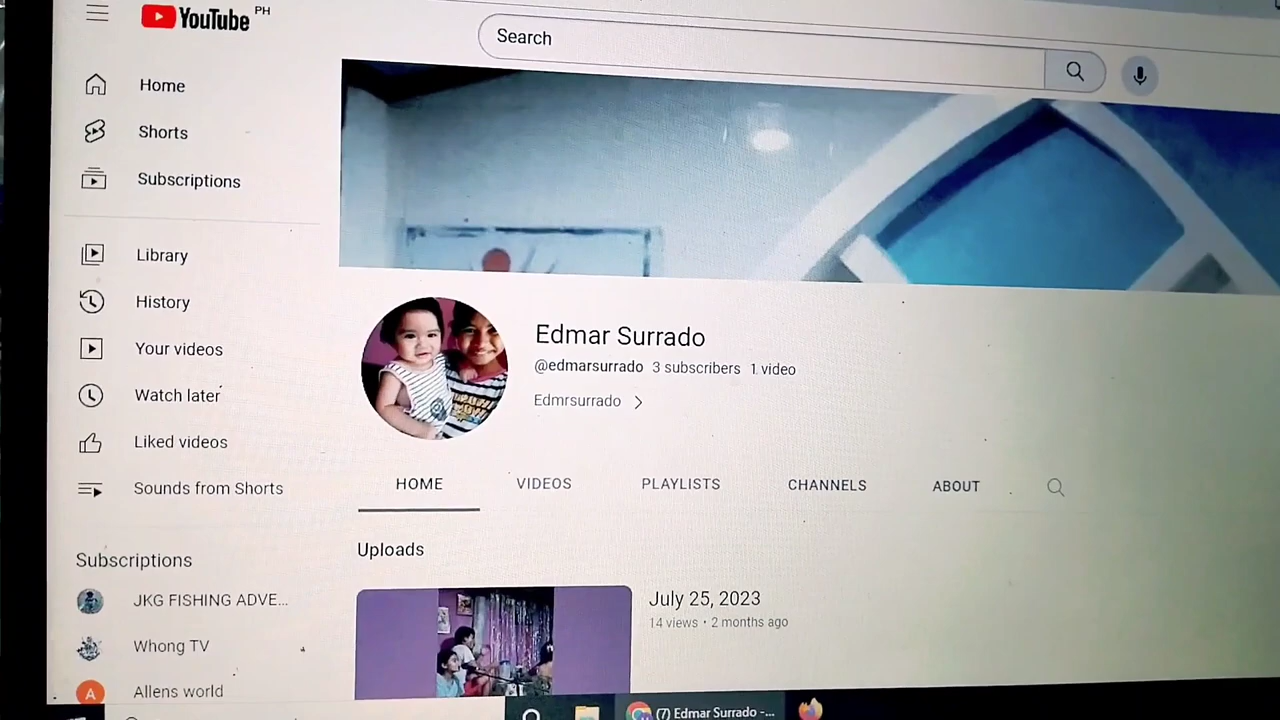 YouTube PH
Search
Home
Shorts
Subscriptions
Library
History
Your videos
Watch later
Liked videos
Sounds from Shorts
Subscriptions
JKG FISHING ADVE...
Whong TV
A Allens world
Edmar Surrado
@edmarsurrado 3 subscribers 1 video
Edmrsurrado
HOME VIDEOS PLAYLISTS CHANNELS ABOUT
Uploads
July 25, 2023
14 views • 2 months ago
(7) Edmar Surrado -...